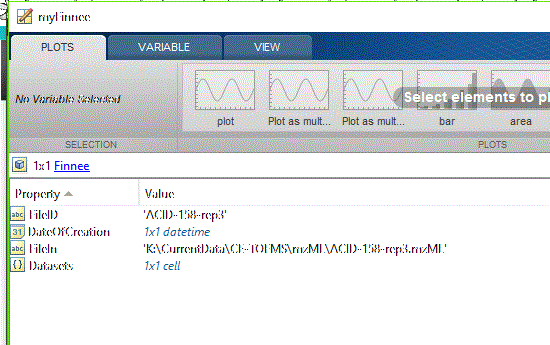 myFinnee
PLOTS VARIABLE VIEW
No Variable Selected
Select elements to pl
plot Plot as mult... Plot as mult... bar area
SELECTION PLOTS
1x1 Finnee
Property Value
FileID 'ACID-158-rep3'
DateOfCreation 1x1 datetime
FileIn 'K:\CurrentData\CE-TOFMS\mzML\ACID-158-rep3.mzML'
Datasets 1x1 cell